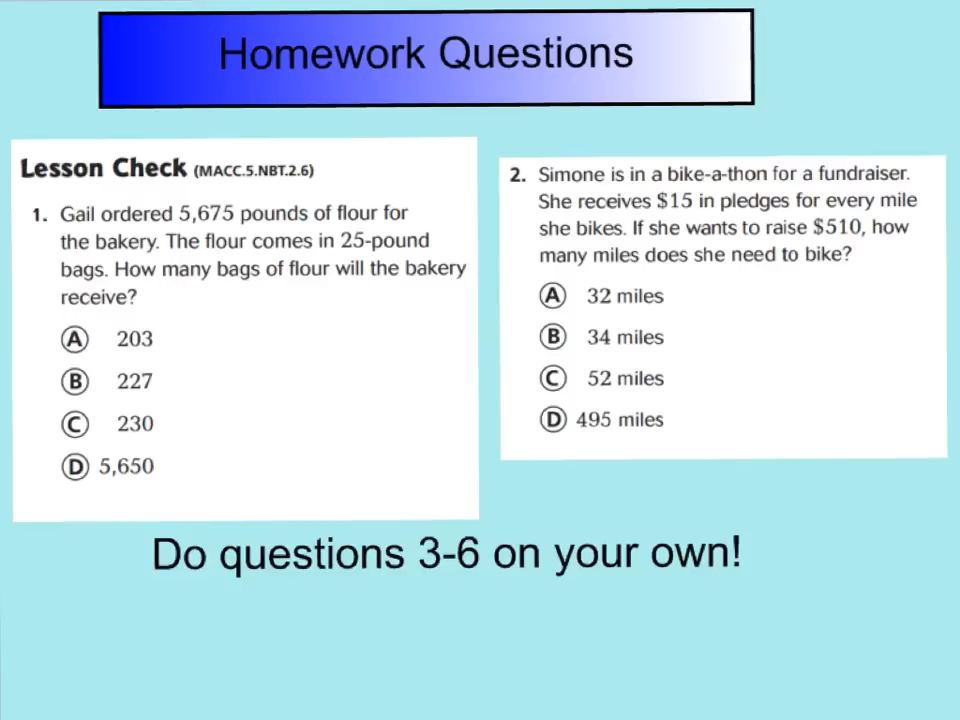 Homework Questions
Lesson Check (MACC.5.NBT.2.6)
1. Gail ordered 5,675 pounds of flour for
the bakery. The flour comes in 25-pound
bags. How many bags of flour will the bakery
receive?
A 203
B 227
C 230
D 5,650
2. Simone is in a bike-a-thon for a fundraiser.
She receives $15 in pledges for every mile
she bikes. If she wants to raise $510, how
many miles does she need to bike?
A 32 miles
B 34 miles
C 52 miles
D 495 miles
Do questions 3-6 on your own!